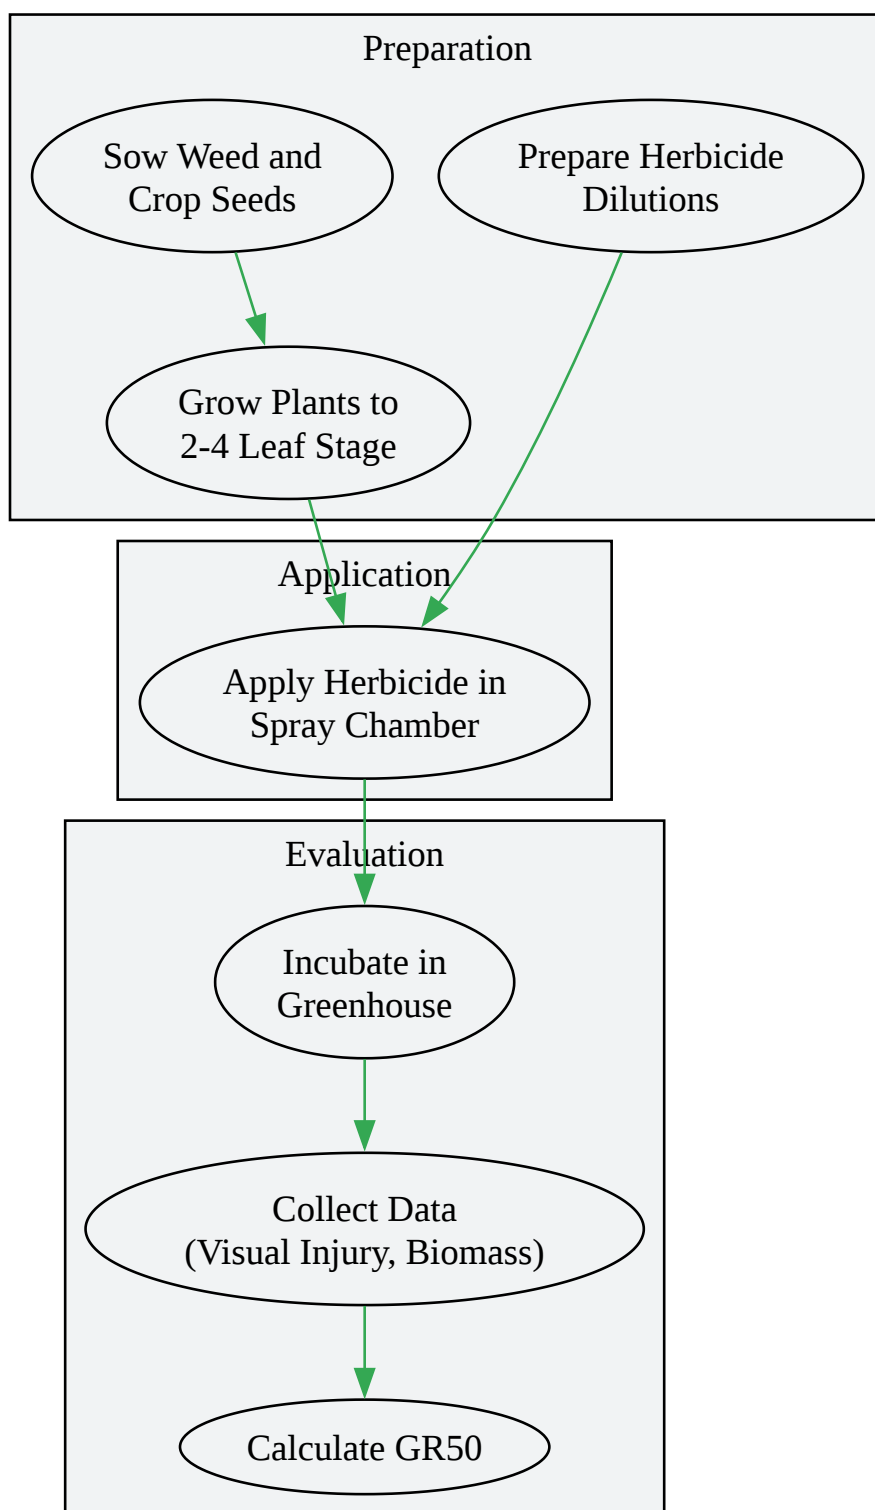 Preparation
Sow Weed and
Crop Seeds
Prepare Herbicide
Dilutions
Grow Plants to
2-4 Leaf Stage
Application
Apply Herbicide in
Spray Chamber
Evaluation
Incubate in
Greenhouse
Collect Data
(Visual Injury, Biomass)
Calculate GR50